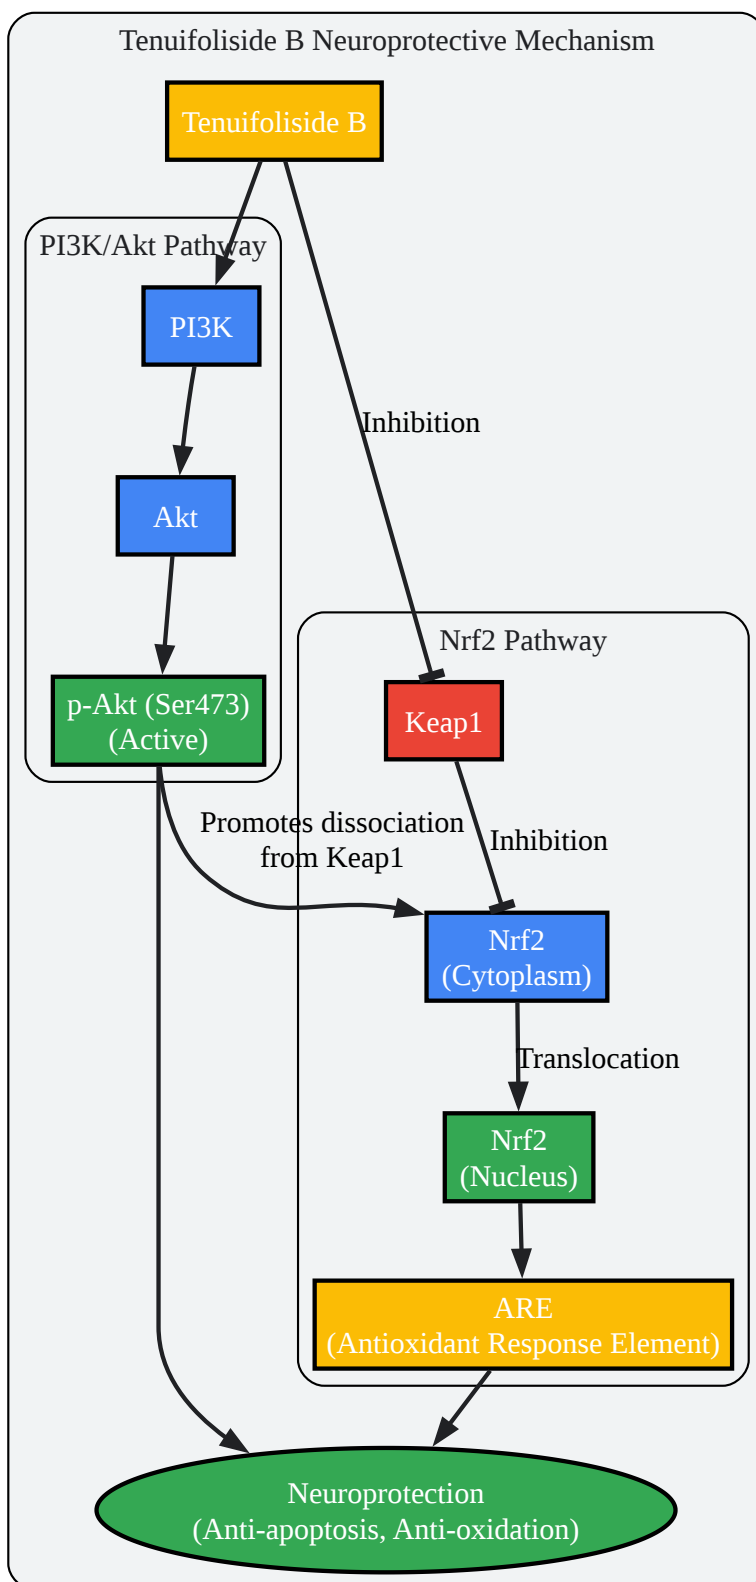 Tenuifoliside B Neuroprotective Mechanism
Tenuifoliside B
PI3K/Akt Pathway
PI3K
Inhibition
Akt
Nrf2 Pathway
p-Akt (Ser473)
(Active)
Keap1
Promotes dissociation
from Keap1
Inhibition
Nrf2
(Cytoplasm)
Translocation
Nrf2
(Nucleus)
ARE
(Antioxidant Response Element)
Neuroprotection
(Anti-apoptosis, Anti-oxidation)